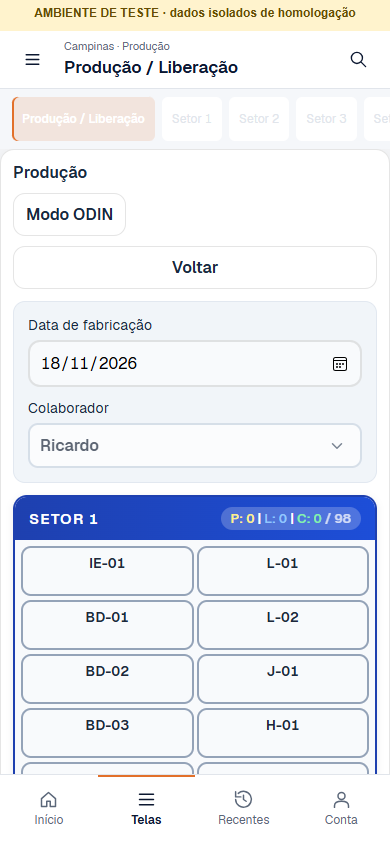 AMBIENTE DE TESTE · dados isolados de homologação
Campinas · Produção
Produção / Liberação
Produção / Liberação
Setor 1
Setor 2
Setor 3
Se
Produção
Modo ODIN
Voltar
Data de fabricação
18/11/2026
Colaborador
Ricardo
SETOR 1
P: 0 | L: 0 | C: 0 / 98
IE-01
L-01
BD-01
L-02
BD-02
J-01
BD-03
H-01
Início
Telas
Recentes
Conta